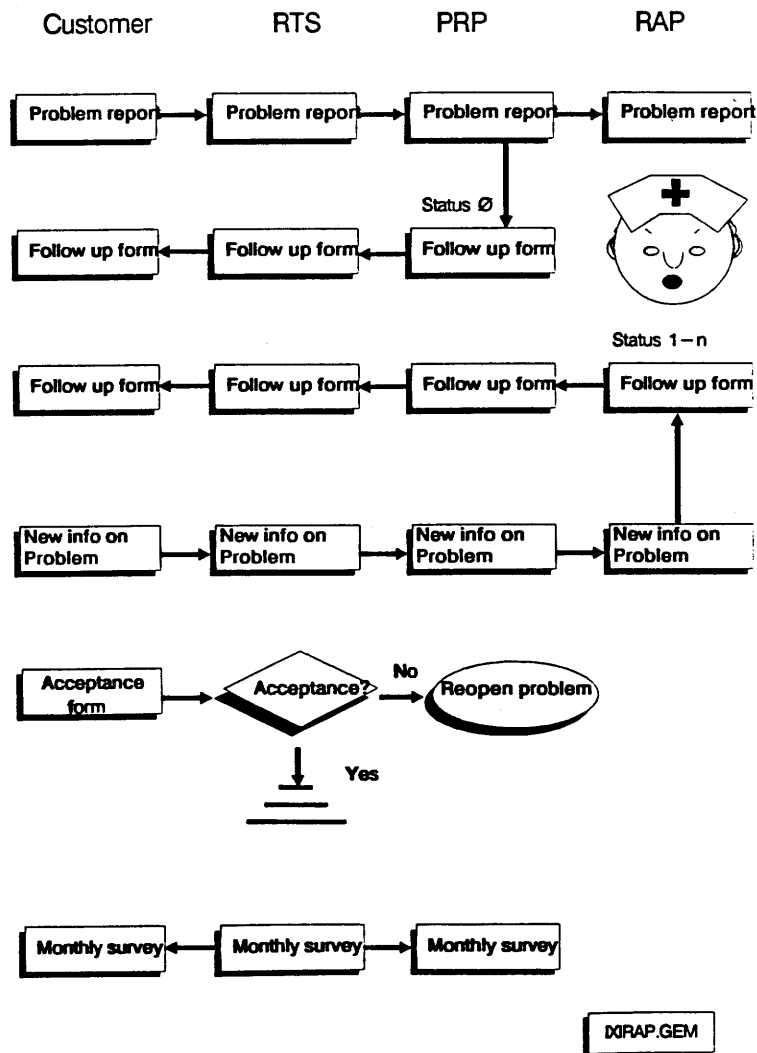 Customer RTS PRP RAP
Problem report Problem report Problem report Problem report
Status Ø
Follow up form Follow up form Follow up form
Status 1-n
Follow up form Follow up form Follow up form Follow up form
New info on New info on New info on New info on
Problem Problem Problem Problem
Acceptance
form
Acceptance?
No
Reopen problem
Yes
Monthly survey Monthly survey Monthly survey